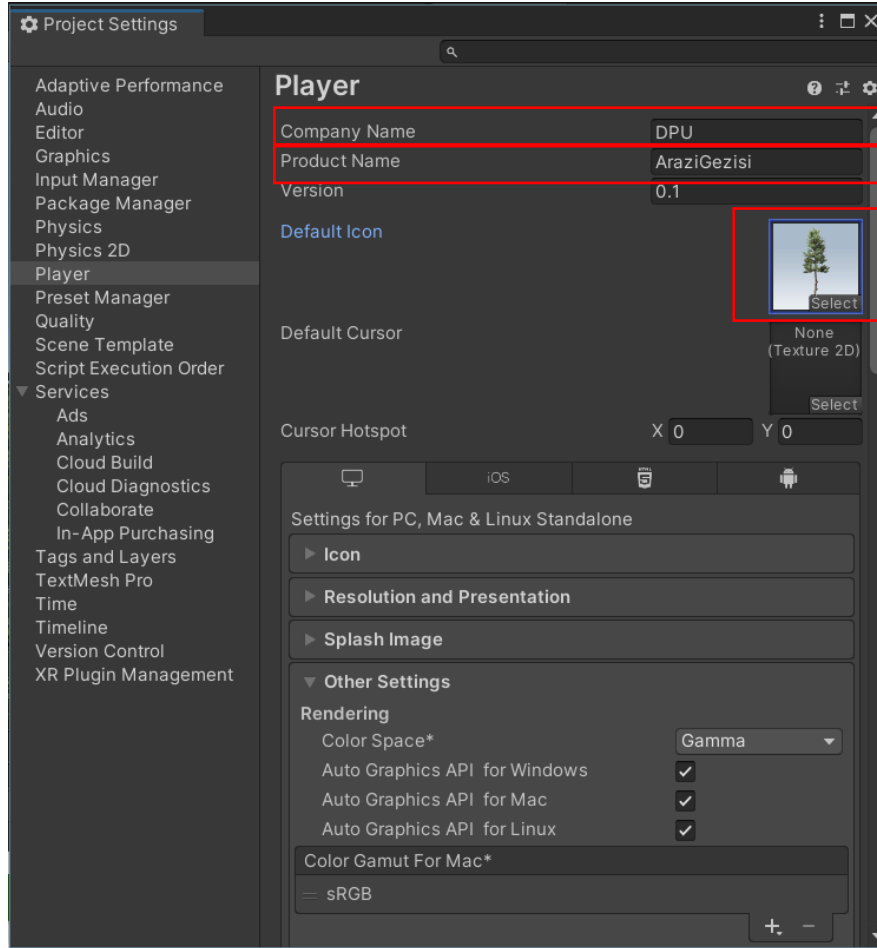 Project Settings
Adaptive Performance
Audio
Editor
Graphics
Input Manager
Package Manager
Physics
Physics 2D
Player
Preset Manager
Quality
Scene Template
Script Execution Order
Services
Ads
Analytics
Cloud Build
Cloud Diagnostics
Collaborate
In-App Purchasing
Tags and Layers
TextMesh Pro
Time
Timeline
Version Control
XR Plugin Management
Player
Company Name DPU
Product Name AraziGezisi
Version 0.1
Default Icon
Select
Default Cursor
None
(Texture 2D)
Select
Cursor Hotspot X 0 Y 0
iOS
Settings for PC, Mac & Linux Standalone
Icon
Resolution and Presentation
Splash Image
Other Settings
Rendering
Color Space* Gamma
Auto Graphics API for Windows
Auto Graphics API for Mac
Auto Graphics API for Linux
Color Gamut For Mac*
sRGB